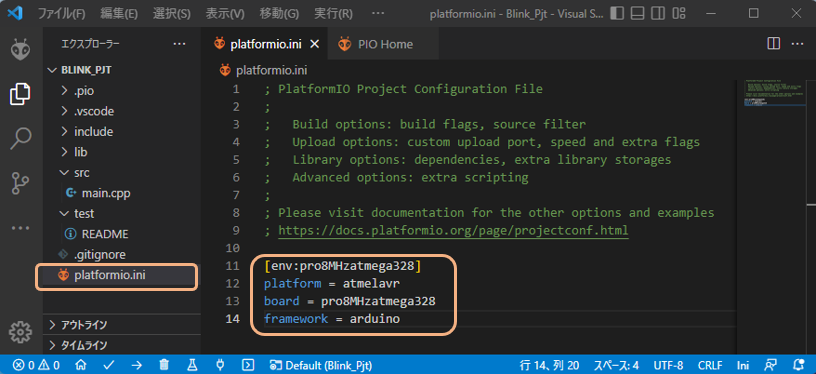 ファイル(F) 編集(E) 選択(S) 表示(V) 移動(G) 実行(R) ··· platformio.ini - Blink_Pjt - Visual S...
エクスプローラー ···
platformio.ini PIO Home ···
BLINK_PJT
.pio
.vscode
include
lib
src
main.cpp
test
README
.gitignore
platformio.ini
アウトライン
タイムライン
platformio.ini
1 ; PlatformIO Project Configuration File
2 ;
3 ;   Build options: build flags, source filter
4 ;   Upload options: custom upload port, speed and extra flags
5 ;   Library options: dependencies, extra library storages
6 ;   Advanced options: extra scripting
7 ;
8 ; Please visit documentation for the other options and examples
9 ; https://docs.platformio.org/page/projectconf.html
10
11 [env:pro8MHzatmega328]
12 platform = atmelavr
13 board = pro8MHzatmega328
14 framework = arduino
0 0 Default (Blink_Pjt) 行 14、列 20 スペース: 4 UTF-8 CRLF Ini